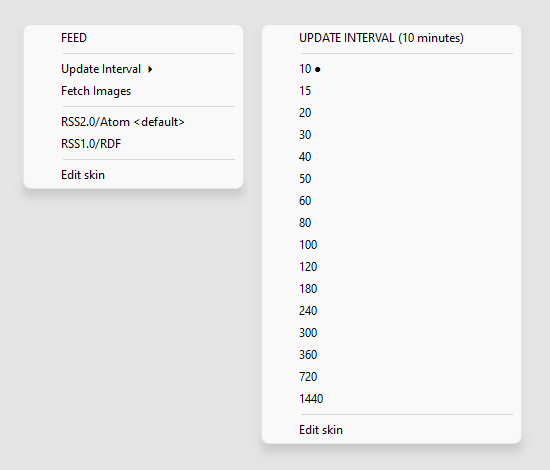 FEED
Update Interval
Fetch Images
RSS2.0/Atom <default>
RSS1.0/RDF
Edit skin
UPDATE INTERVAL (10 minutes)
10 ●
15
20
30
40
50
60
80
100
120
180
240
300
360
720
1440
Edit skin